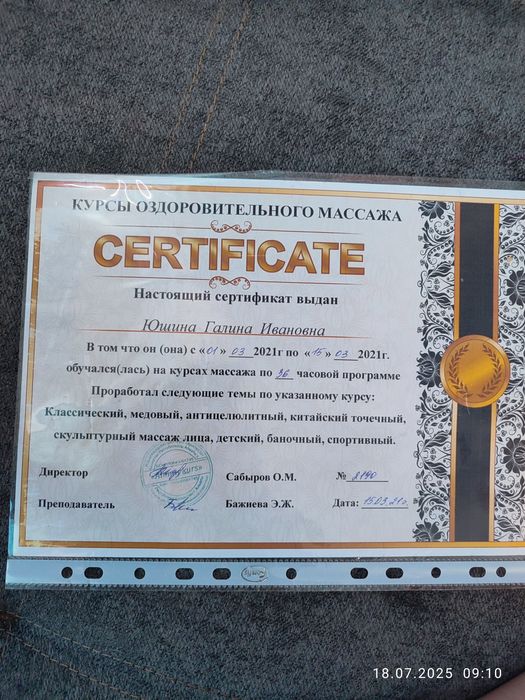 КУРСЫ ОЗДОРОВИТЕЛЬНОГО МАССАЖА
CERTIFICATE
Настоящий сертификат выдан
Юшина Галина Ивановна
В том что он (она) с «01» 03 2021г по «15» 03 2021г.
обучался(лась) на курсах массажа по 36 часовой программе
Проработал следующие темы по указанному курсу:
Классический, медовый, антицелюлитный, китайский точечный,
скульптурный массаж лица, детский, баночный, спортивный.
Директор Сабыров О.М. № 2190
Преподаватель Бажиева Э.Ж. Дата: 15.03.21г.
18.07.2025 09:10